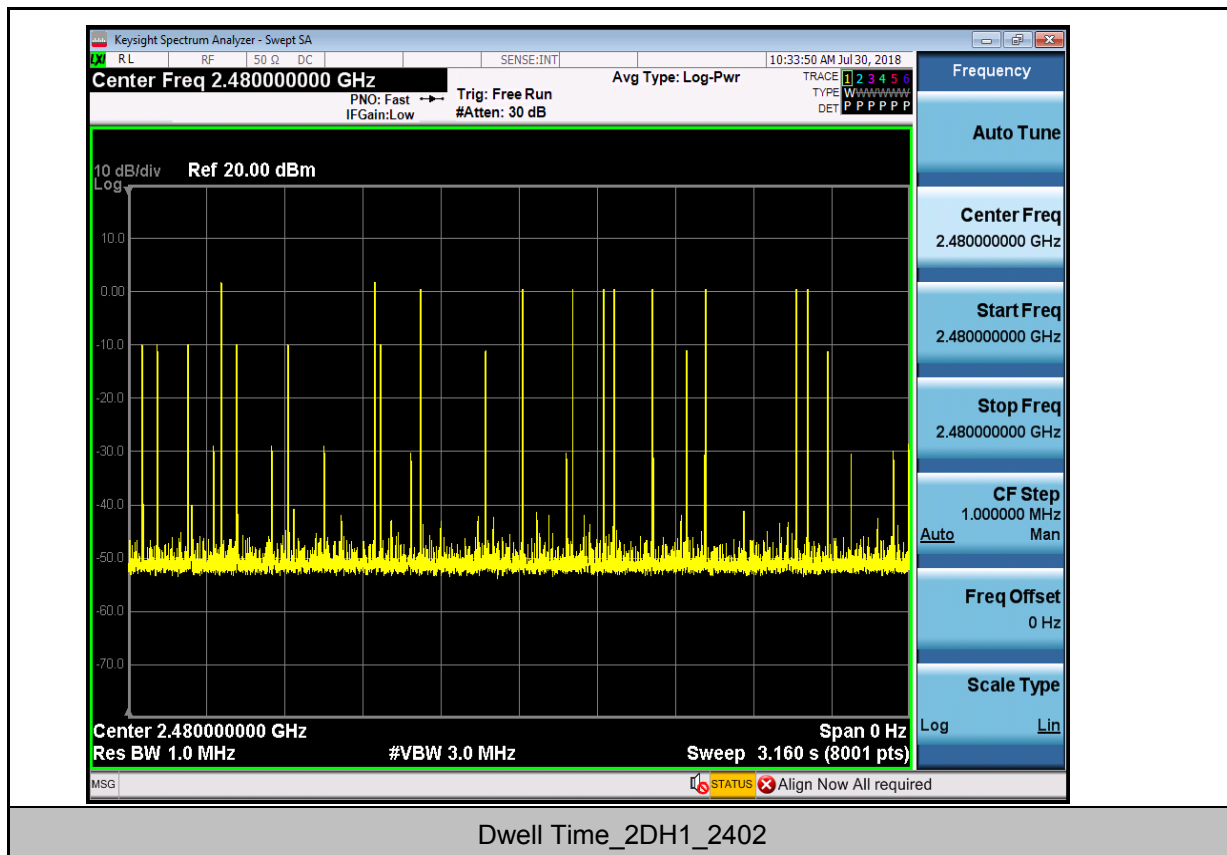 Keysight Spectrum Analyzer - Swept SA
LXI RL RF 50 Ω DC SENSE:INT 10:33:50 AM Jul 30, 2018
Center Freq 2.480000000 GHz
PNO: Fast
IFGain:Low
Trig: Free Run
#Atten: 30 dB
Avg Type: Log-Pwr
TRACE 1 2 3 4 5 6
TYPE WWWWWW
DET P P P P P P
10 dB/div Ref 20.00 dBm
Log
10.0
0.00
-10.0
-20.0
-30.0
-40.0
-50.0
-60.0
-70.0
Center 2.480000000 GHz Span 0 Hz
Res BW 1.0 MHz #VBW 3.0 MHz Sweep 3.160 s (8001 pts)
MSG STATUS Align Now All required
Frequency
Auto Tune
Center Freq
2.480000000 GHz
Start Freq
2.480000000 GHz
Stop Freq
2.480000000 GHz
CF Step
1.000000 MHz
Auto Man
Freq Offset
0 Hz
Scale Type
Log Lin
Dwell Time_2DH1_2402